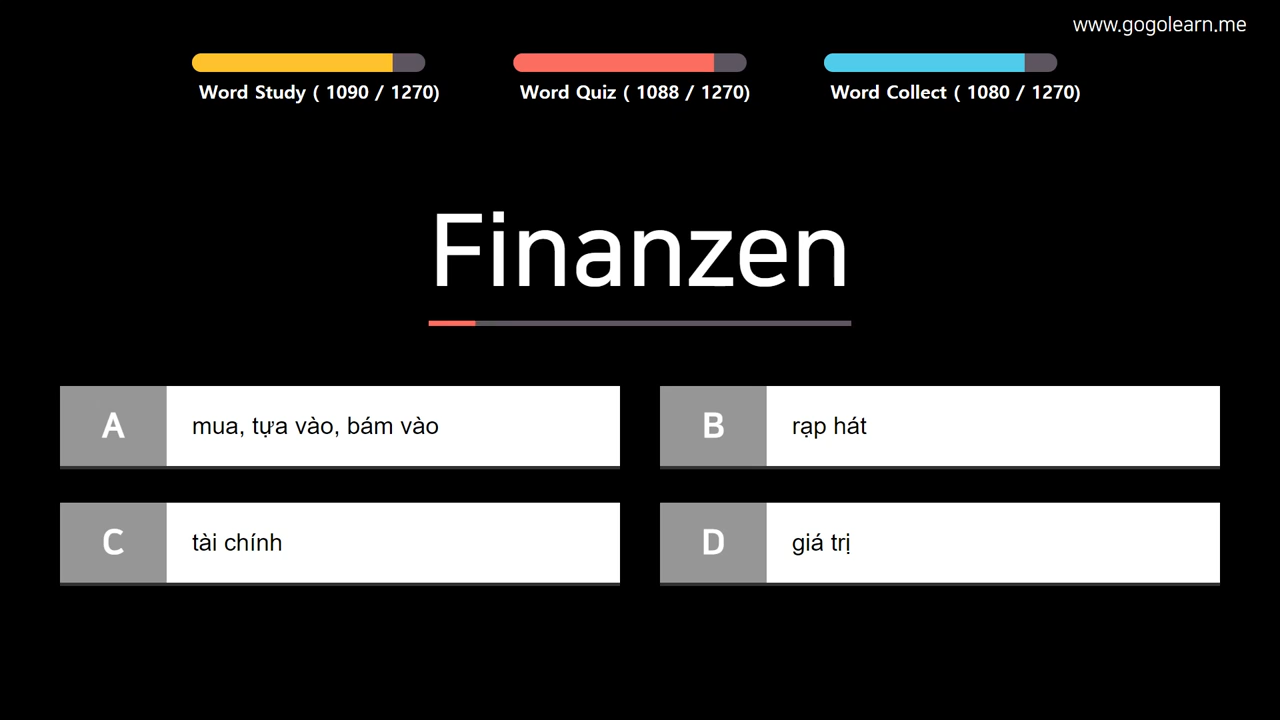 www.gogolearn.me
Word Study ( 1090 / 1270)
Word Quiz ( 1088 / 1270)
Word Collect ( 1080 / 1270)
Finanzen
A mua, tựa vào, bám vào
B rạp hát
C tài chính
D giá trị